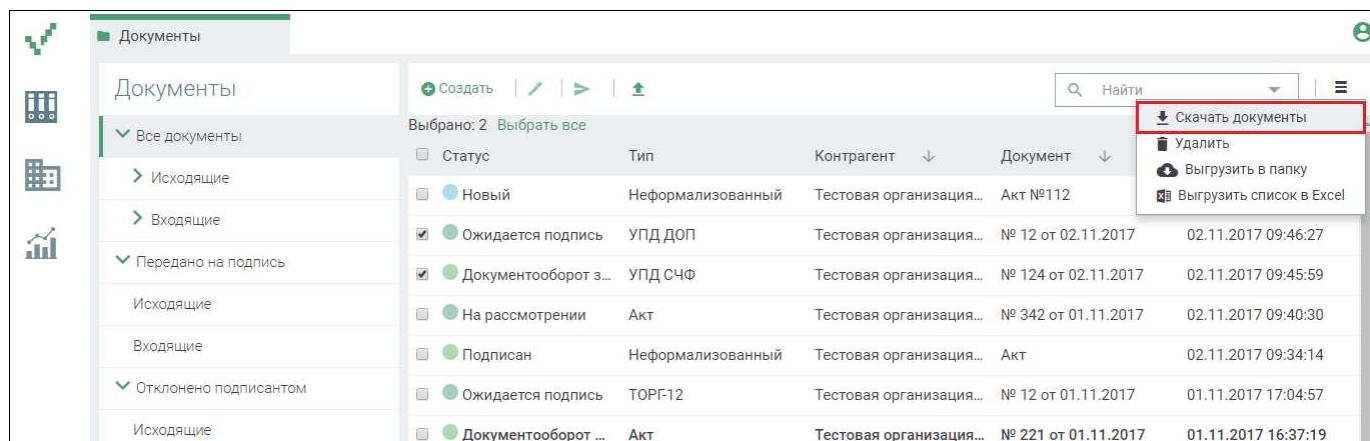 Документы
Документы
Все документы
Исходящие
Входящие
Передано на подпись
Исходящие
Входящие
Отклонено подписантом
Исходящие
Создать
Найти
Выбрано: 2 Выбрать все
Скачать документы
Удалить
Выгрузить в папку
Выгрузить список в Excel
Статус Тип Контрагент Документ
Новый Неформализованный Тестовая организация... Акт №112
Ожидается подпись УПД ДОП Тестовая организация... № 12 от 02.11.2017 02.11.2017 09:46:27
Документооборот з... УПД СЧФ Тестовая организация... № 124 от 02.11.2017 02.11.2017 09:45:59
На рассмотрении Акт Тестовая организация... № 342 от 01.11.2017 02.11.2017 09:40:30
Подписан Неформализованный Тестовая организация... Акт 02.11.2017 09:34:14
Ожидается подпись ТОРГ-12 Тестовая организация... № 12 от 01.11.2017 01.11.2017 17:04:57
Документооборот ... Акт Тестовая организация... № 221 от 01.11.2017 01.11.2017 16:37:19